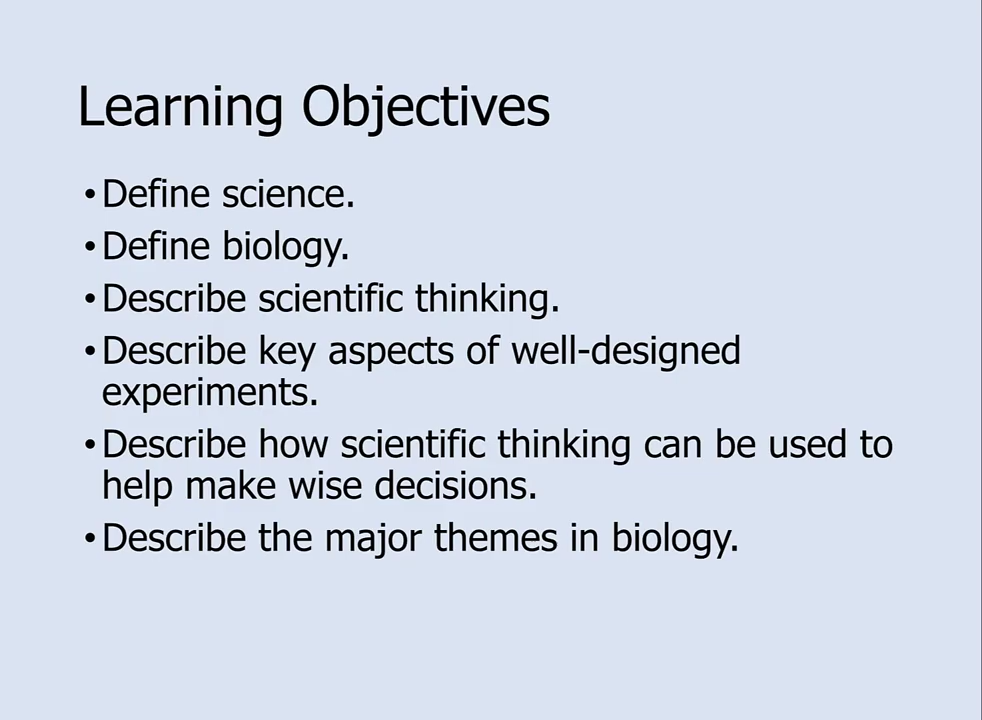 Learning Objectives
•Define science.
•Define biology.
•Describe scientific thinking.
•Describe key aspects of well-designed
experiments.
•Describe how scientific thinking can be used to
help make wise decisions.
•Describe the major themes in biology.